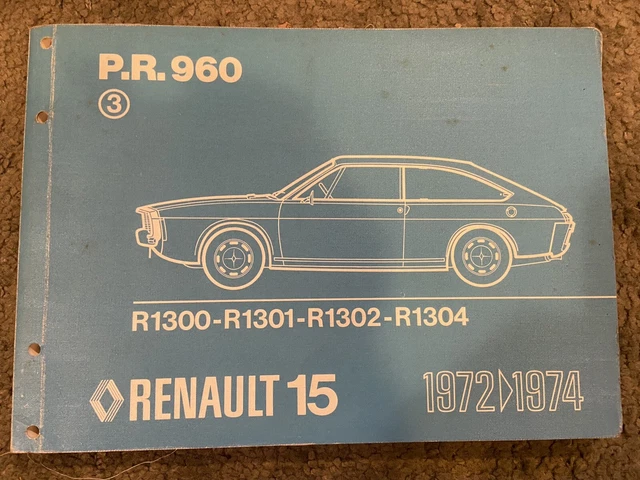 P.R. 960
3
R1300-R1301-R1302-R1304
RENAULT 15
1972▷1974